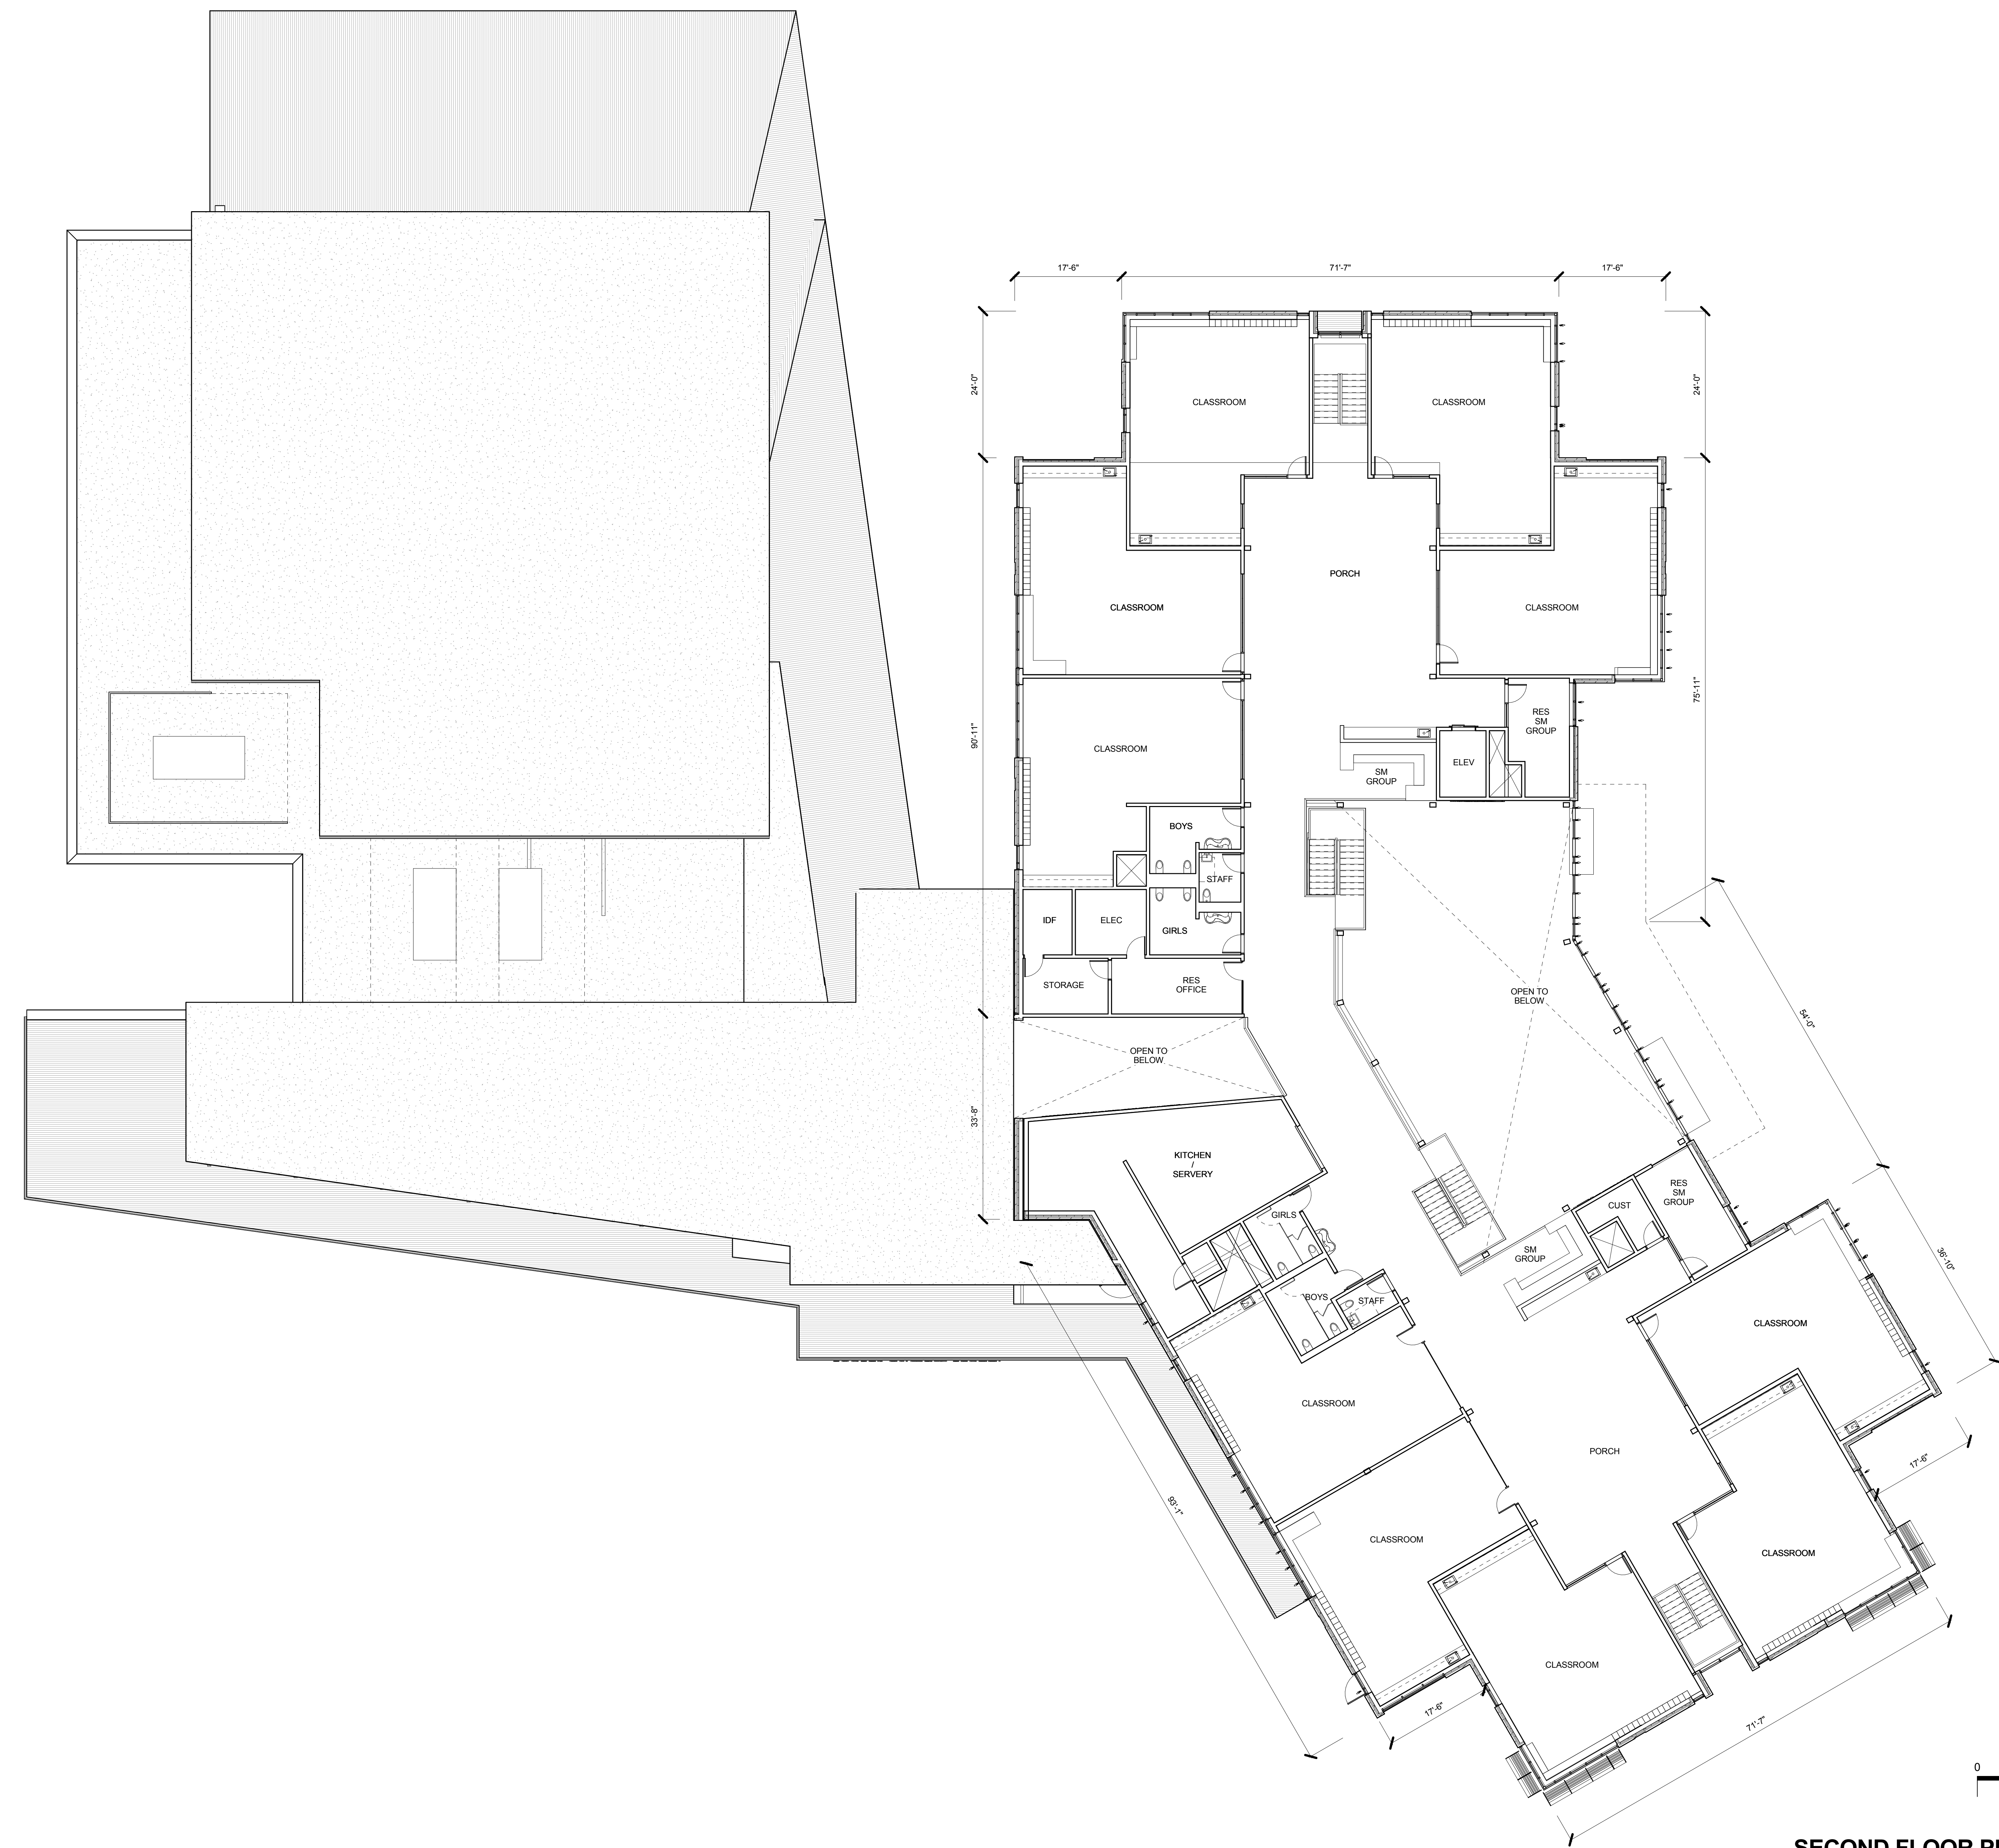 17'-6"
71'-7"
17'-6"
24'-0"
24'-0"
CLASSROOM
CLASSROOM
PORCH
CLASSROOM
CLASSROOM
75'-11"
90'-11"
CLASSROOM
RES
SM
GROUP
ELEV
SM
GROUP
BOYS
STAFF
IDF
ELEC
GIRLS
STORAGE
RES
OFFICE
OPEN TO
BELOW
54'-0"
OPEN TO
BELOW
33'-8"
KITCHEN
/
SERVERY
RES
SM
GROUP
CUST
GIRLS
SM
GROUP
36'-10"
BOYS
STAFF
CLASSROOM
CLASSROOM
PORCH
17'-6"
93'-1"
CLASSROOM
CLASSROOM
CLASSROOM
17'-6"
71'-7"
0
SECOND FLOOR